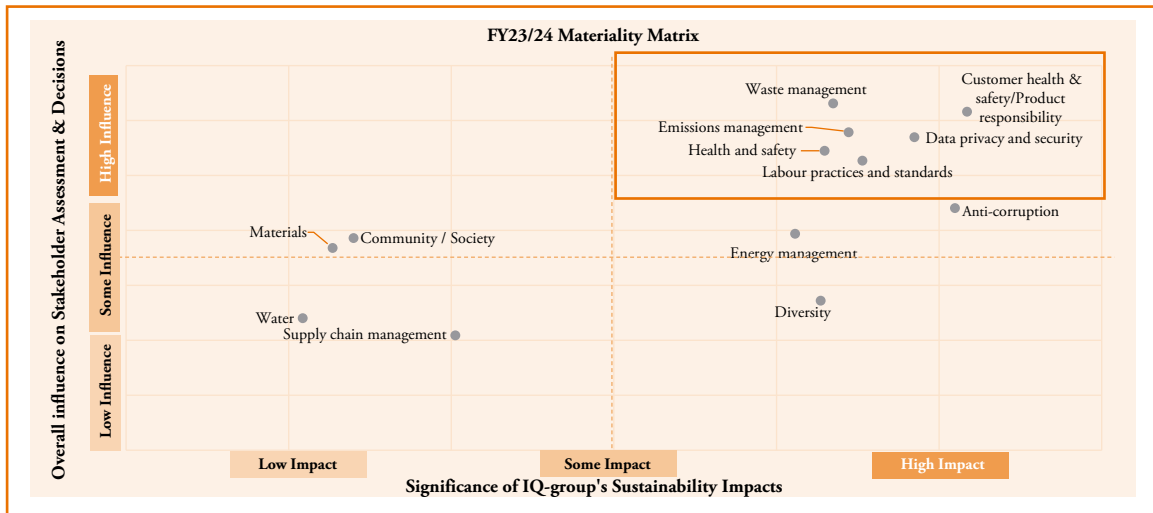 FY23/24 Materiality Matrix
Overall influence on Stakeholder Assessment & Decisions
High Influence
Some Influence
Low Influence
Waste management
Customer health &
safety/Product
responsibility
Emissions management
Data privacy and security
Health and safety
Labour practices and standards
Anti-corruption
Materials
Community / Society
Energy management
Water
Diversity
Supply chain management
Low Impact
Some Impact
High Impact
Significance of IQ-group's Sustainability Impacts